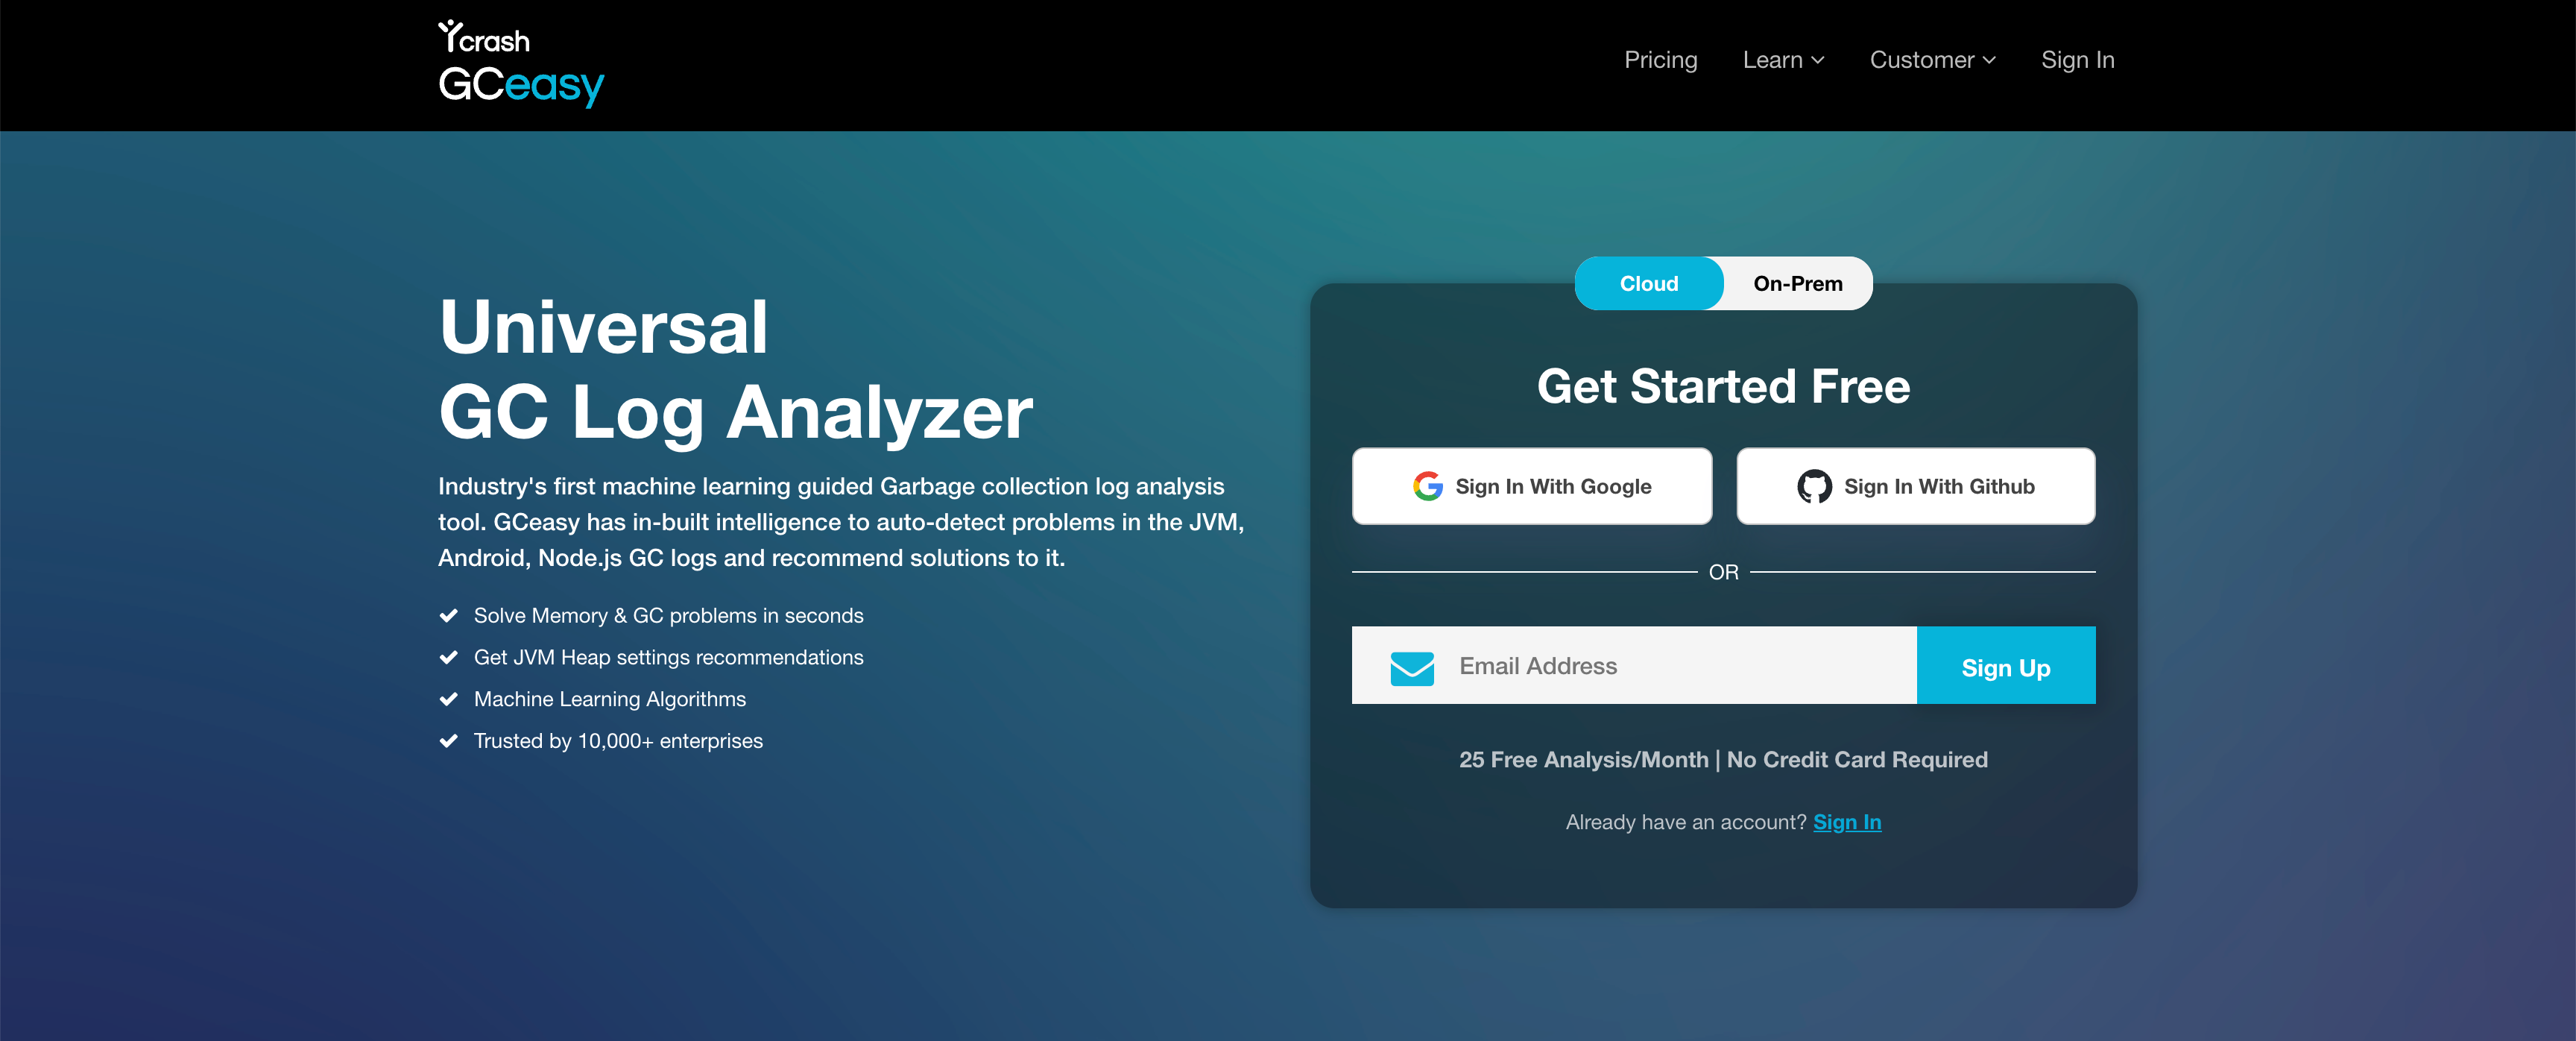 Ycrash
GCeasy
Pricing Learn Customer Sign In
Universal
GC Log Analyzer
Industry's first machine learning guided Garbage collection log analysis
tool. GCeasy has in-built intelligence to auto-detect problems in the JVM,
Android, Node.js GC logs and recommend solutions to it.
Solve Memory & GC problems in seconds
Get JVM Heap settings recommendations
Machine Learning Algorithms
Trusted by 10,000+ enterprises
Cloud On-Prem
Get Started Free
Sign In With Google Sign In With Github
OR
Email Address Sign Up
25 Free Analysis/Month | No Credit Card Required
Already have an account? Sign In